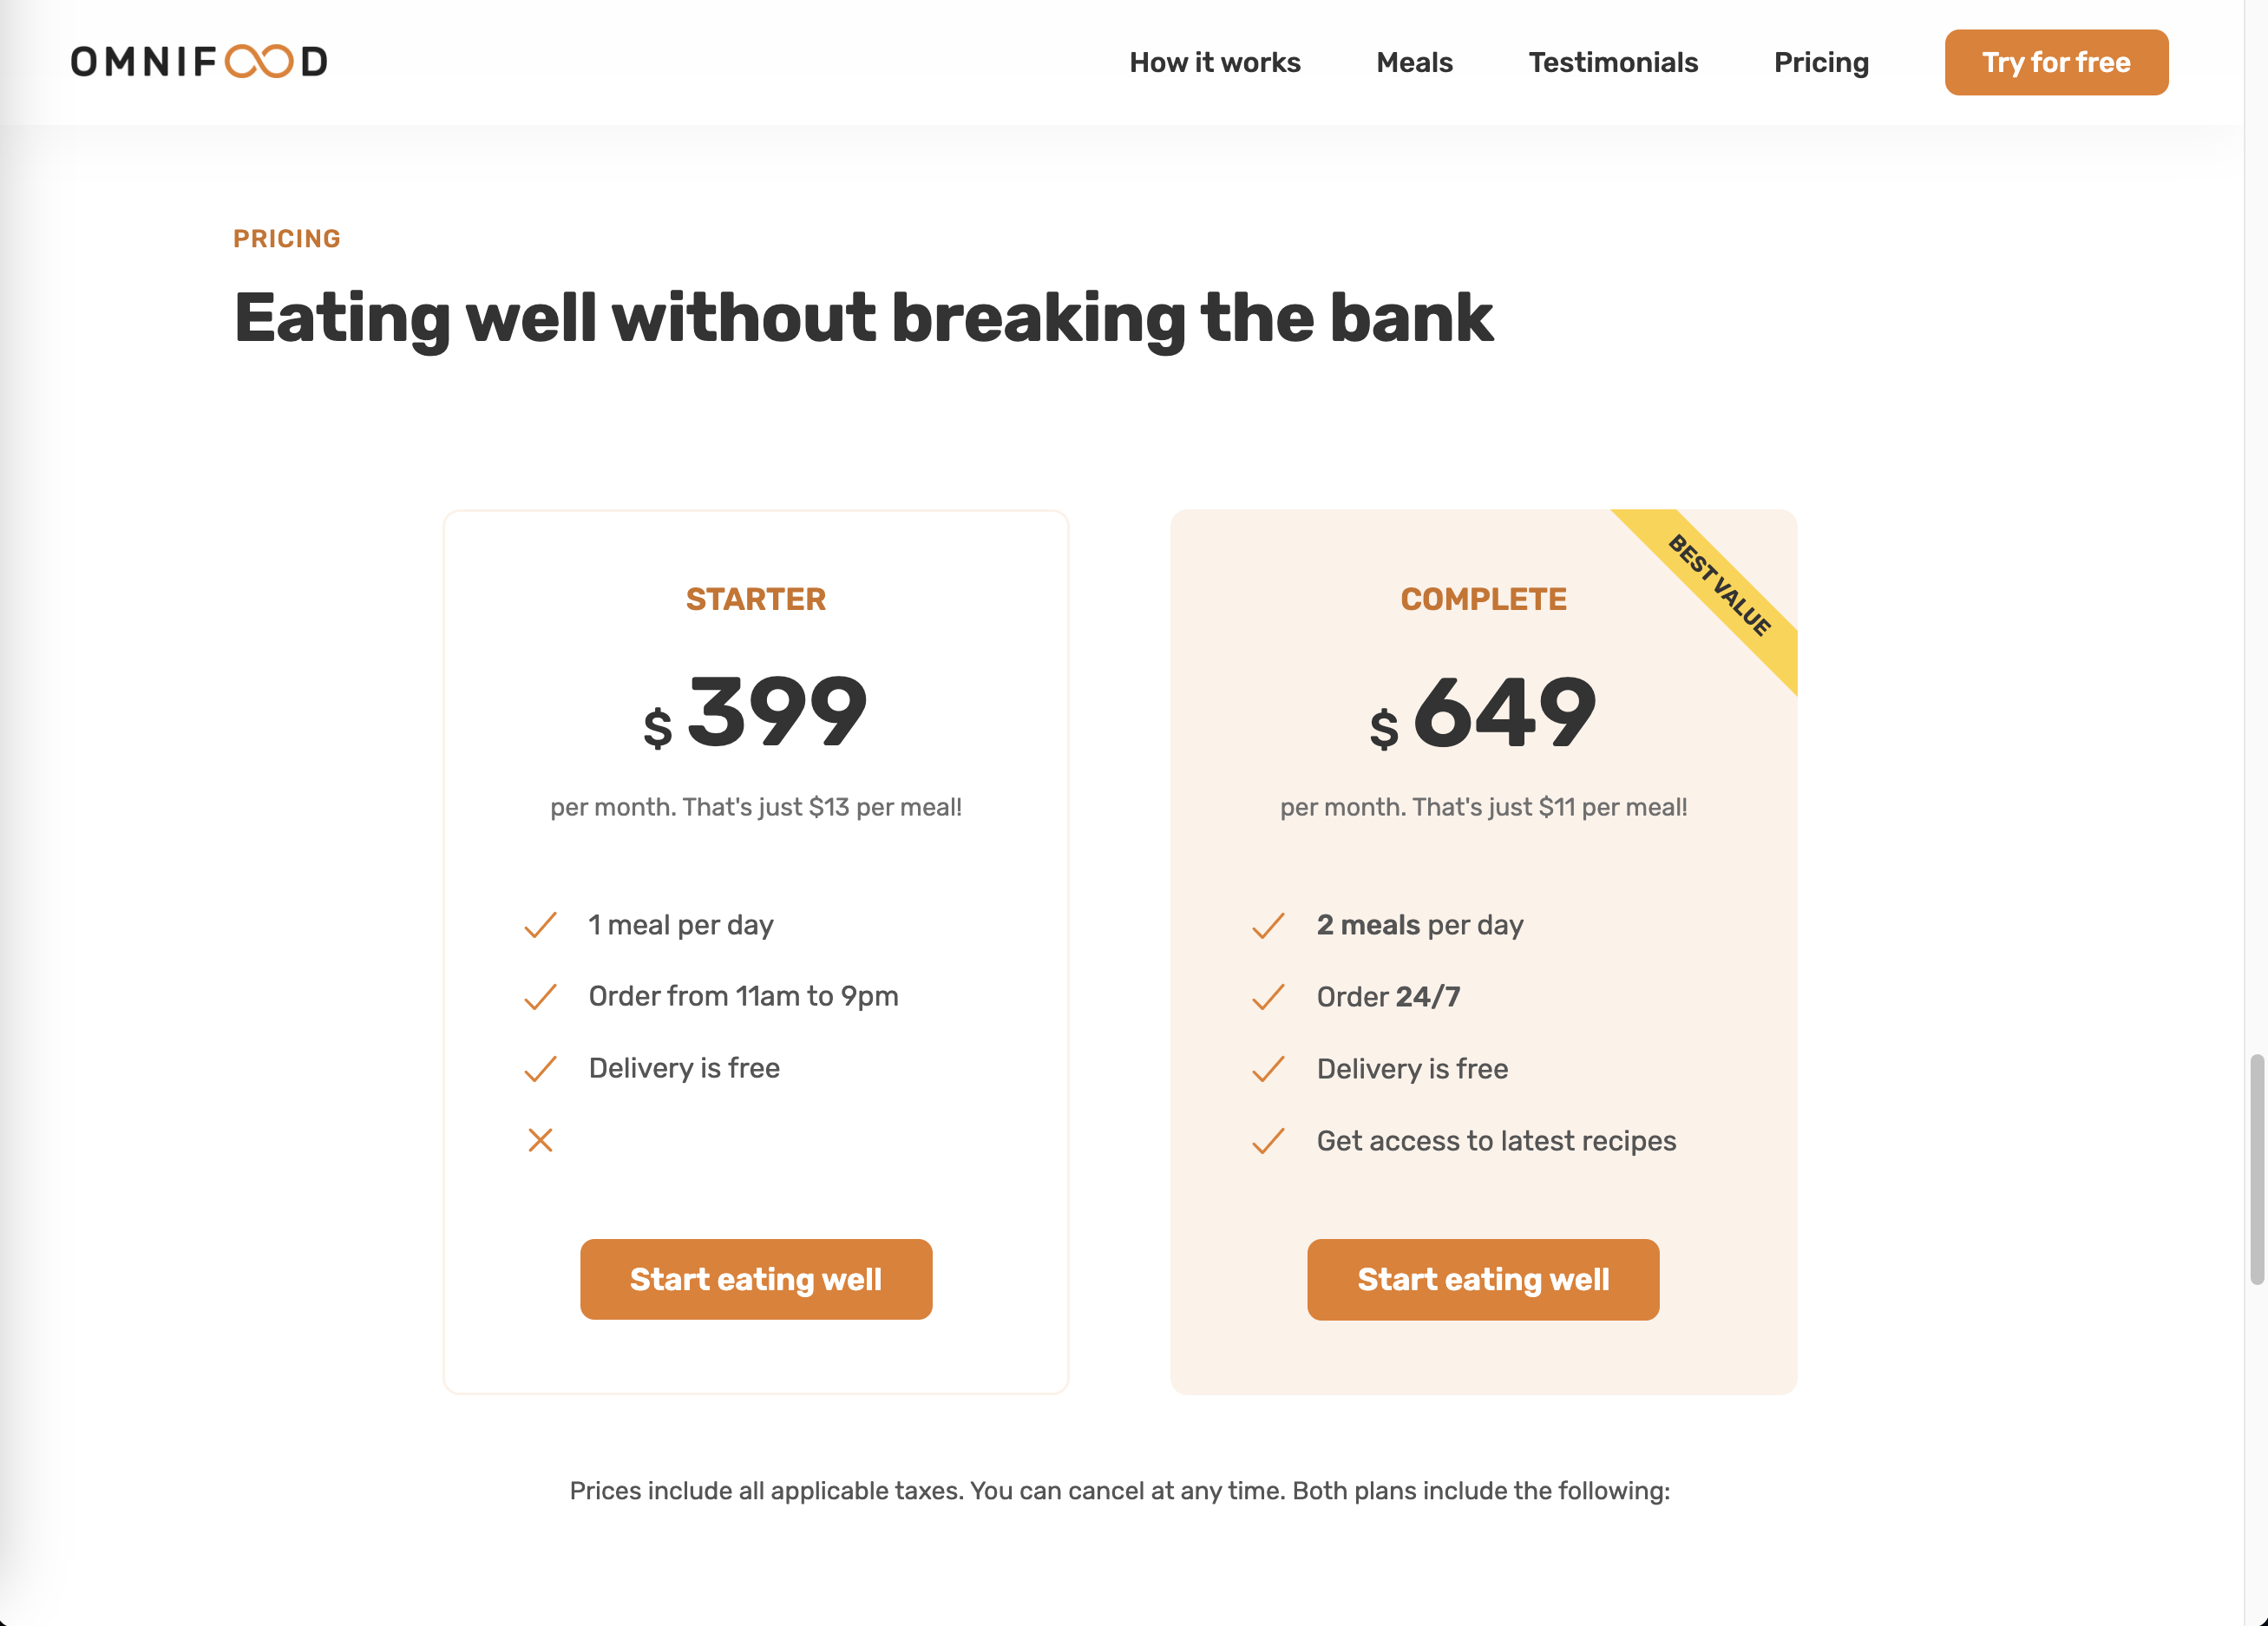 OMNIFOOD
How it works
Meals
Testimonials
Pricing
Try for free
PRICING
Eating well without breaking the bank
STARTER
$ 399
per month. That's just $13 per meal!
1 meal per day
Order from 11am to 9pm
Delivery is free
Start eating well
BEST VALUE
COMPLETE
$ 649
per month. That's just $11 per meal!
2 meals per day
Order 24/7
Delivery is free
Get access to latest recipes
Start eating well
Prices include all applicable taxes. You can cancel at any time. Both plans include the following: